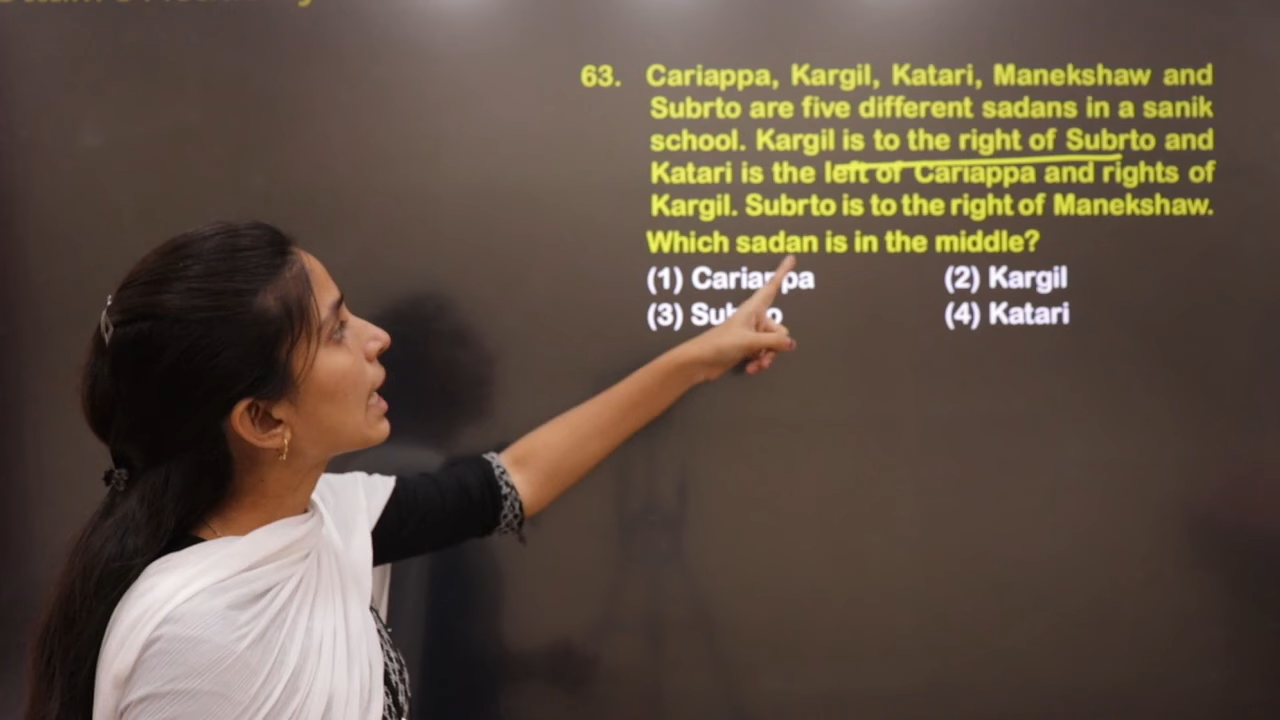 63. Cariappa, Kargil, Katari, Manekshaw and
Subrto are five different sadans in a sanik
school. Kargil is to the right of Subrto and
Katari is the left of Cariappa and rights of
Kargil. Subrto is to the right of Manekshaw.
Which sadan is in the middle?
(1) Cariappa (2) Kargil
(3) Subrto (4) Katari